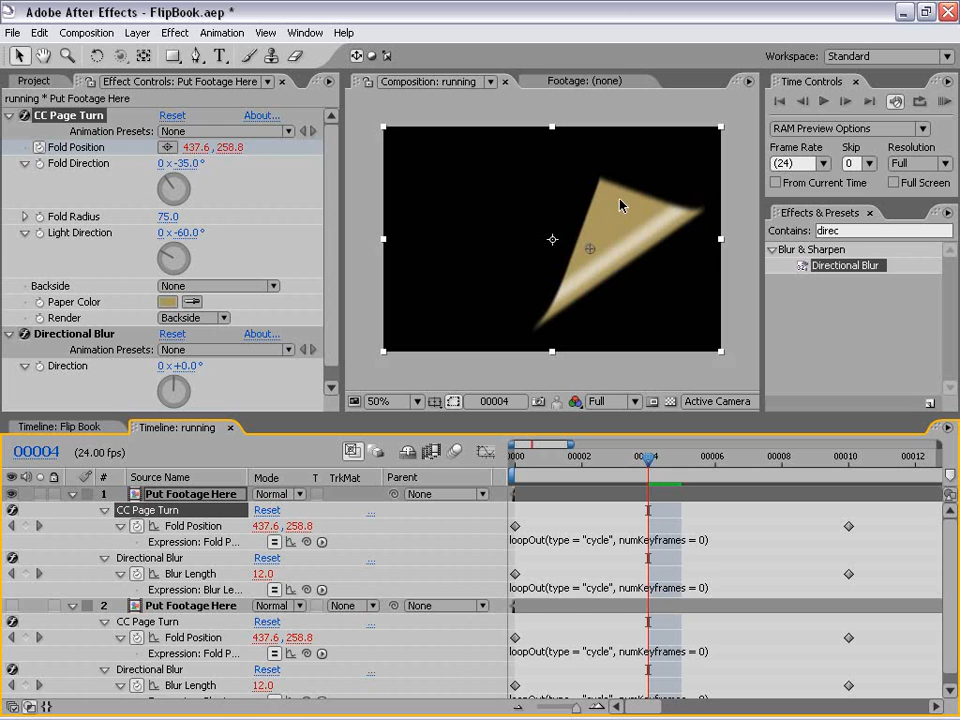 Adobe After Effects - FlipBook.aep *
File Edit Composition Layer Effect Animation View Window Help
Workspace: Standard
Project Effect Controls: Put Footage Here
running * Put Footage Here
CC Page Turn Reset About...
Animation Presets: None
Fold Position 437.6, 258.8
Fold Direction
0 x-35.0°
Fold Radius 75.0
Light Direction 0 x-60.0°
Backside None
Paper Color
Render Backside
Directional Blur Reset About...
Animation Presets: None
Direction 0 x+0.0°
Composition: running Footage: (none)
50% 00004 Full Active Camera
Time Controls
RAM Preview Options
Frame Rate Skip Resolution
(24) 0 Full
From Current Time Full Screen
Effects & Presets
Contains: direc
Blur & Sharpen
Directional Blur
Timeline: Flip Book Timeline: running
00004 (24.00 fps)
# Source Name Mode T TrkMat Parent
0000 00002 00004 00006 00008 00010 00012
1 Put Footage Here Normal None
CC Page Turn Reset ...
Fold Position 437.6, 258.8
Expression: Fold P... loopOut(type = "cycle", numKeyframes = 0)
Directional Blur Reset ...
Blur Length 12.0
Expression: Blur Le... loopOut(type = "cycle", numKeyframes = 0)
2 Put Footage Here Normal None None
CC Page Turn Reset ...
Fold Position 437.6, 258.8
Expression: Fold P... loopOut(type = "cycle", numKeyframes = 0)
Directional Blur Reset ...
Blur Length 12.0